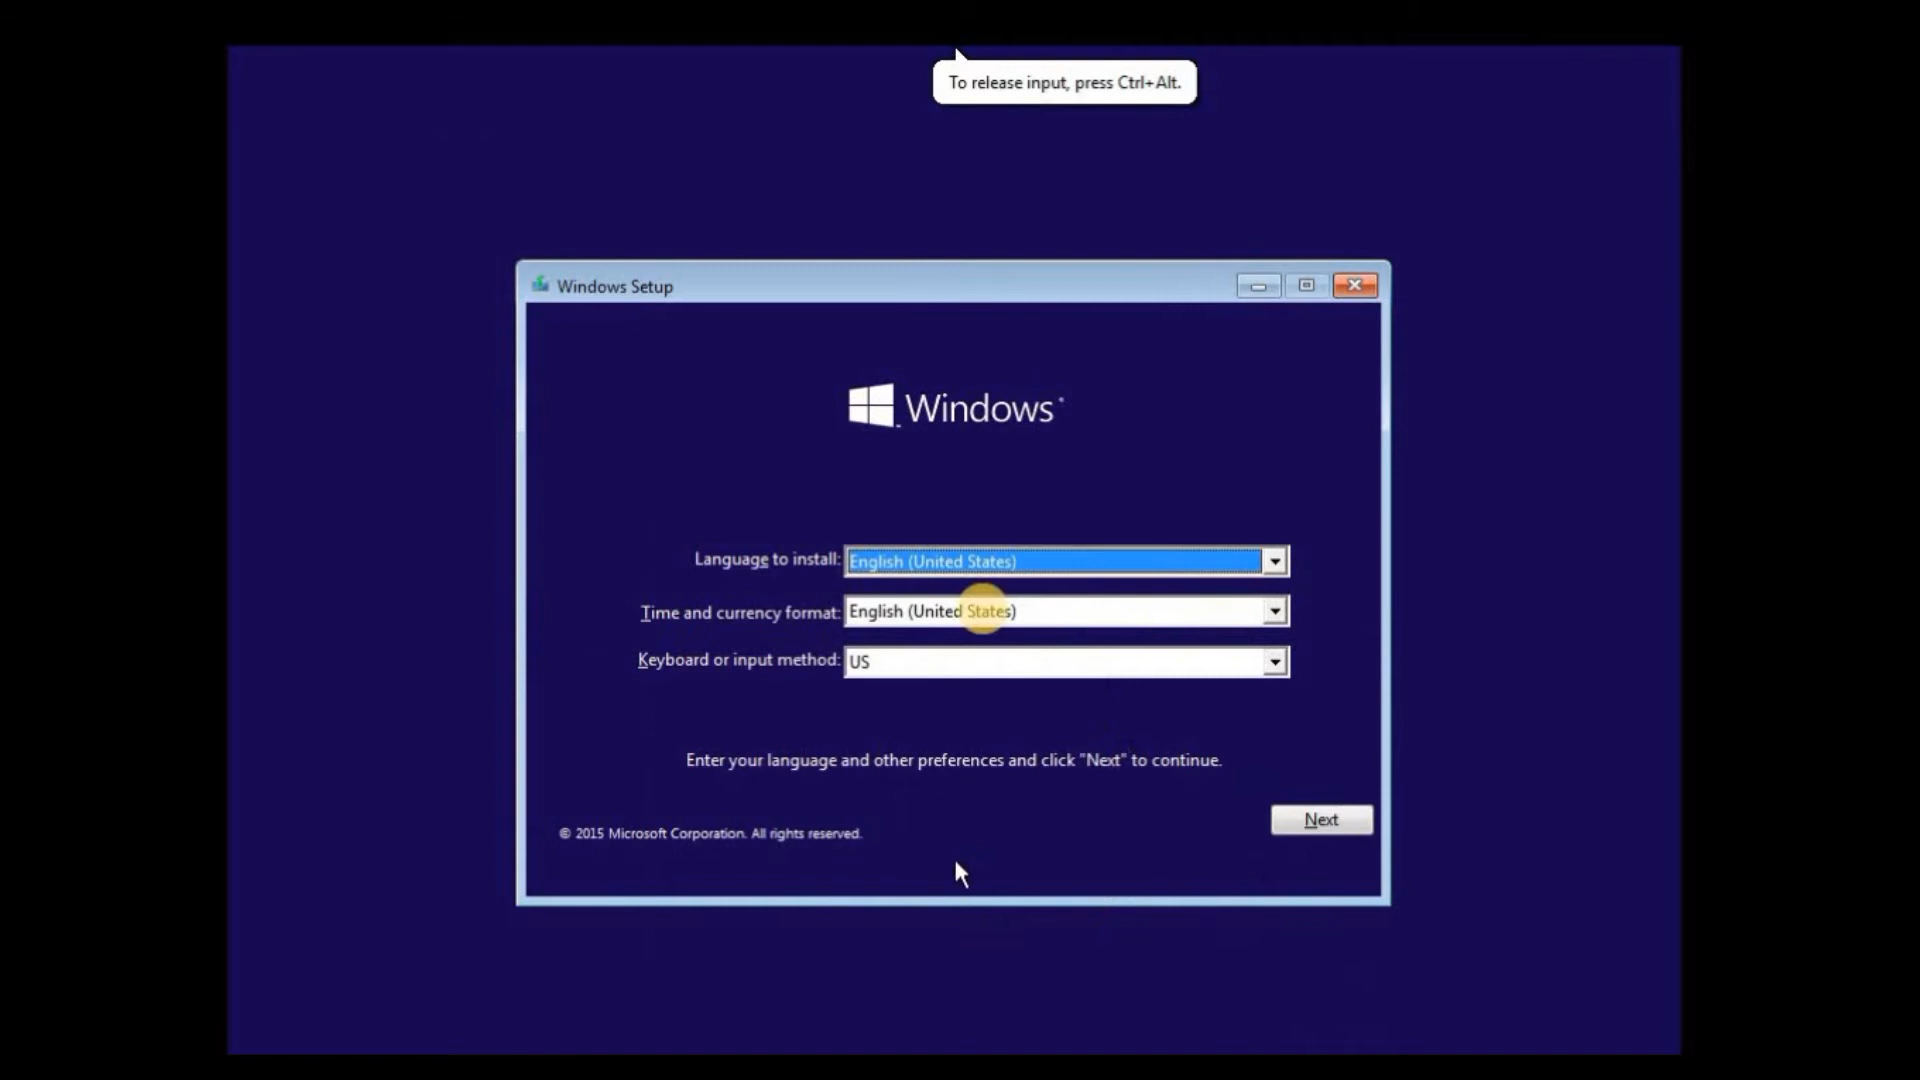 To release input, press Ctrl+Alt.
Windows Setup
Windows
Language to install: English (United States)
Time and currency format: English (United States)
Keyboard or input method: US
Enter your language and other preferences and click "Next" to continue.
Next
© 2015 Microsoft Corporation. All rights reserved.